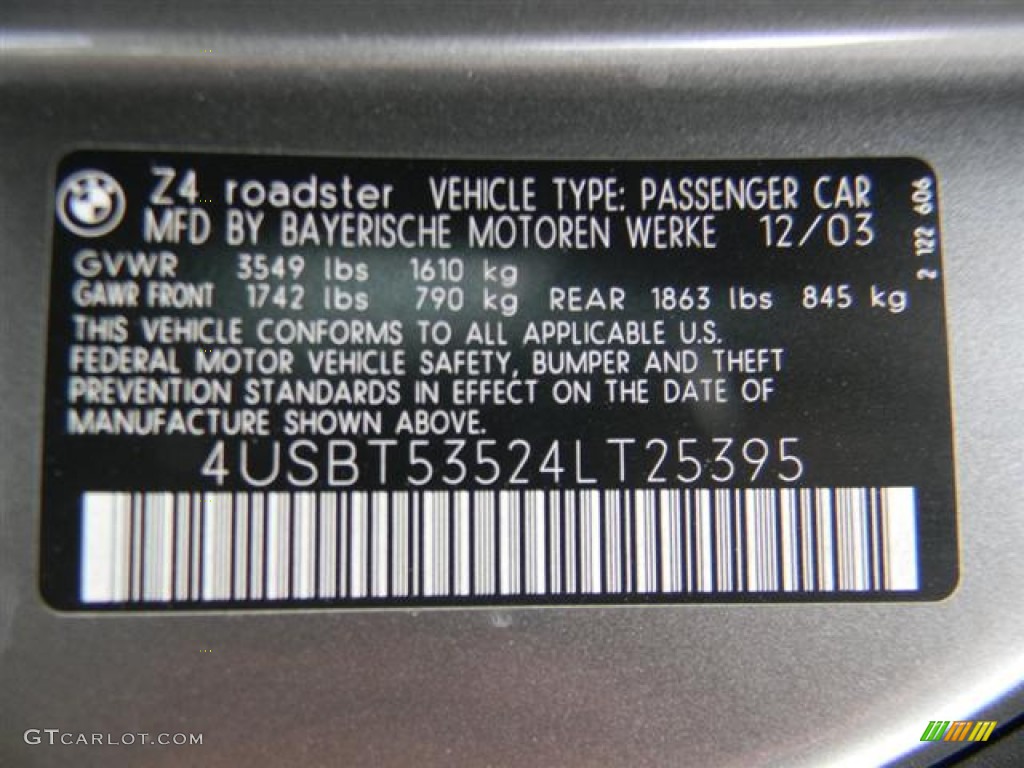 Z4 roadster VEHICLE TYPE: PASSENGER CAR
MFD BY BAYERISCHE MOTOREN WERKE 12/03
GVWR 3549 lbs 1610 kg
GAWR FRONT 1742 lbs 790 kg REAR 1863 lbs 845 kg
THIS VEHICLE CONFORMS TO ALL APPLICABLE U.S.
FEDERAL MOTOR VEHICLE SAFETY, BUMPER AND THEFT
PREVENTION STANDARDS IN EFFECT ON THE DATE OF
MANUFACTURE SHOWN ABOVE.
4USBT53524LT25395
2 122 606
GTCARLOT.COM